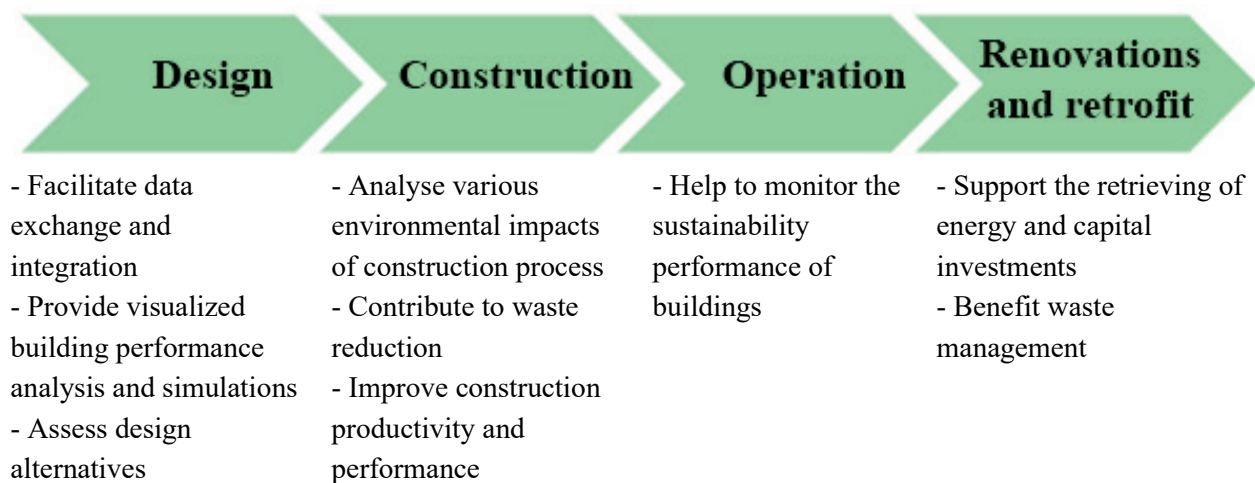 Design
Construction
Operation
Renovations
and retrofit
- Facilitate data
exchange and
integration
- Provide visualized
building performance
analysis and simulations
- Assess design
alternatives
- Analyse various
environmental impacts
of construction process
- Contribute to waste
reduction
- Improve construction
productivity and
performance
- Help to monitor the
sustainability
performance of
buildings
- Support the retrieving of
energy and capital
investments
- Benefit waste
management